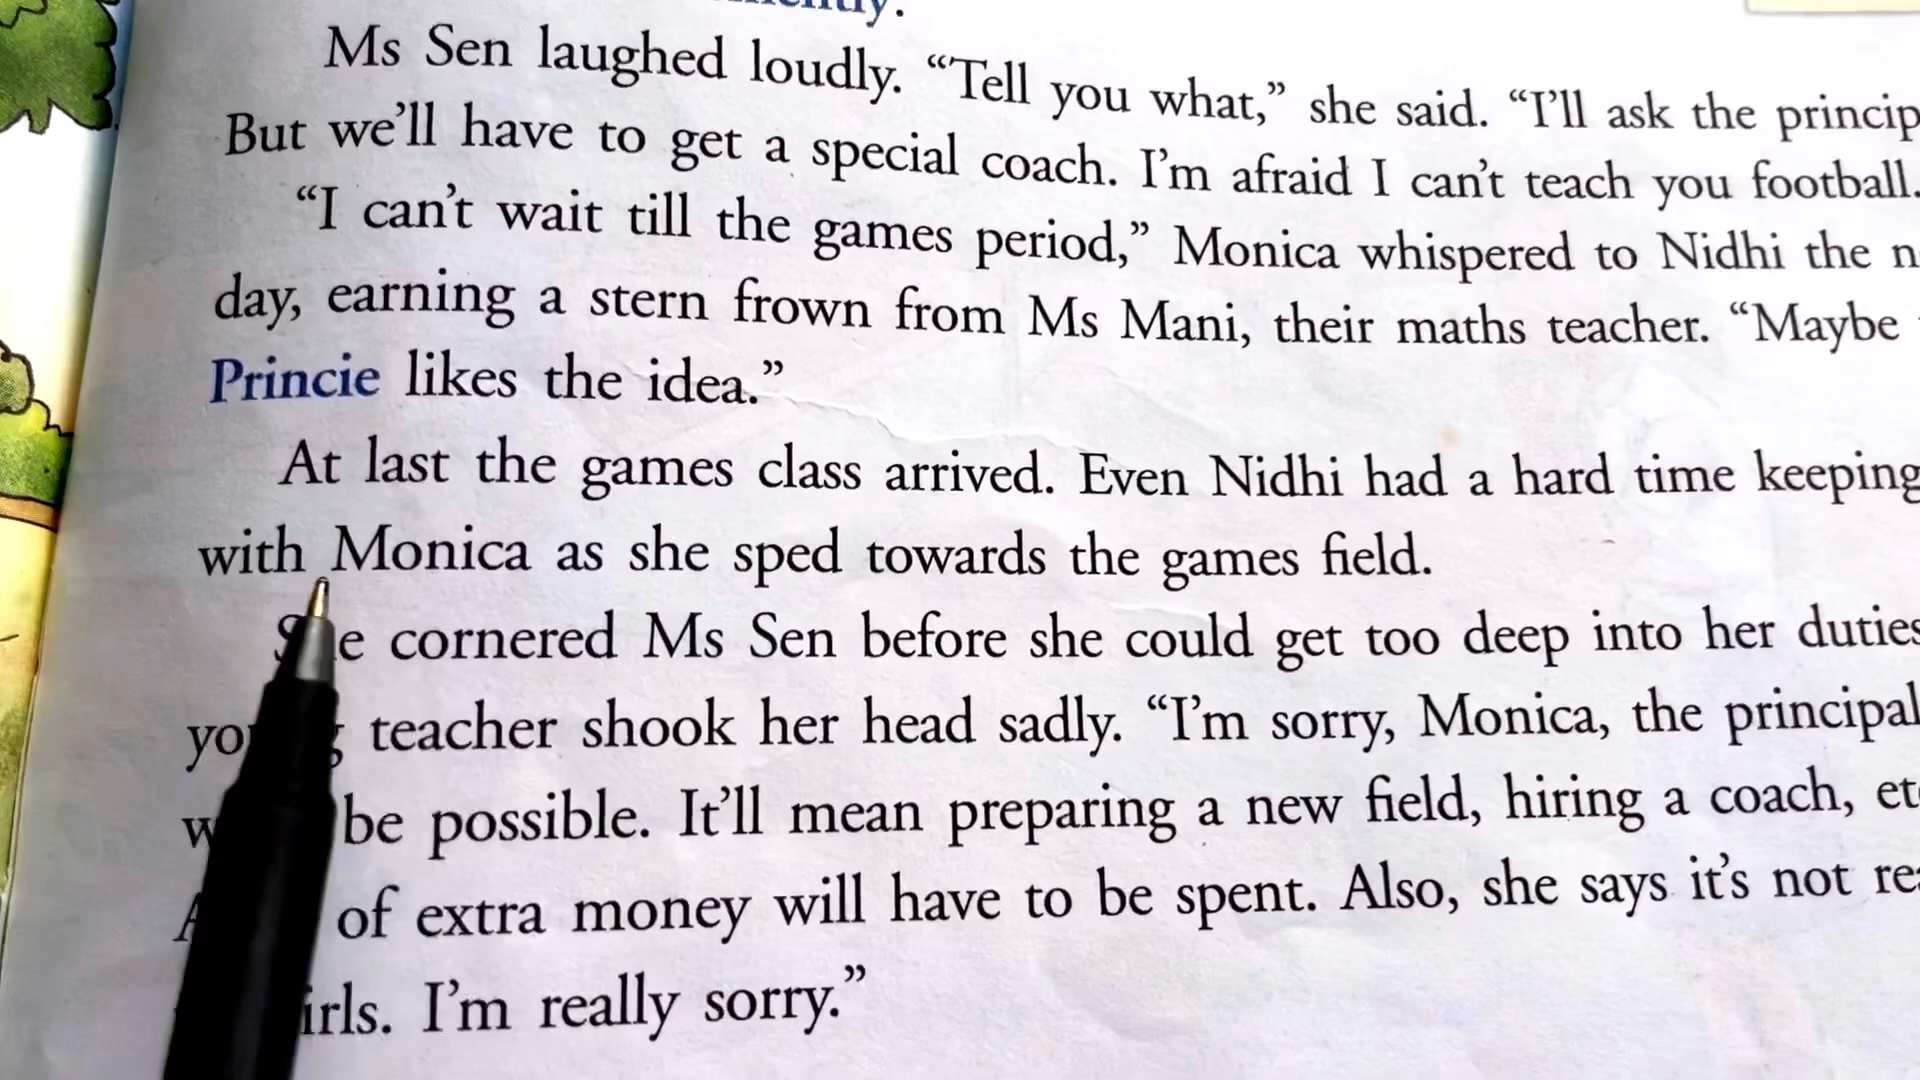 Ms Sen laughed loudly. “Tell you what,” she said. “I’ll ask the
But we’ll have to get a special coach. I’m afraid I can’t teach you football.
“I can’t wait till the games period,” Monica whispered to Nidhi the
day, earning a stern frown from Ms Mani, their maths teacher. “Maybe
Princie likes the idea.”
At last the games class arrived. Even Nidhi had a hard time keeping
with Monica as she sped towards the games field.
cornered Ms Sen before she could get too deep into her duties
teacher shook her head sadly. “I’m sorry, Monica, the principal
be possible. It’ll mean preparing a new field, hiring a coach,
of extra money will have to be spent. Also, she says it’s not
I’m really sorry.”